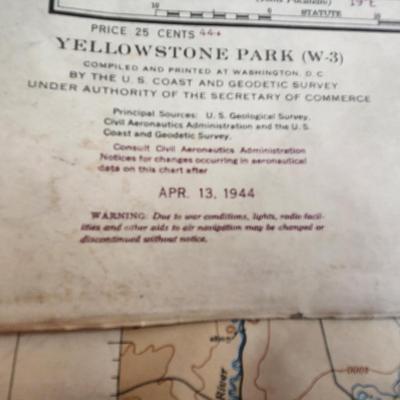 10
STATUTE
19°E
PRICE 25 CENTS 44+
YELLOWSTONE PARK (W-3)
COMPILED AND PRINTED AT WASHINGTON, D.C.
BY THE U. S. COAST AND GEODETIC SURVEY
UNDER AUTHORITY OF THE SECRETARY OF COMMERCE
Principal Sources: U. S. Geological Survey,
Civil Aeronautics Administration and the U. S.
Coast and Geodetic Survey.
Consult Civil Aeronautics Administration
Notices for changes occurring in aeronautical
data on this chart after
APR. 13, 1944
WARNING: Due to war conditions, lights, radio facil-
ities and other aids to air navigation may be changed or
discontinued without notice.
River